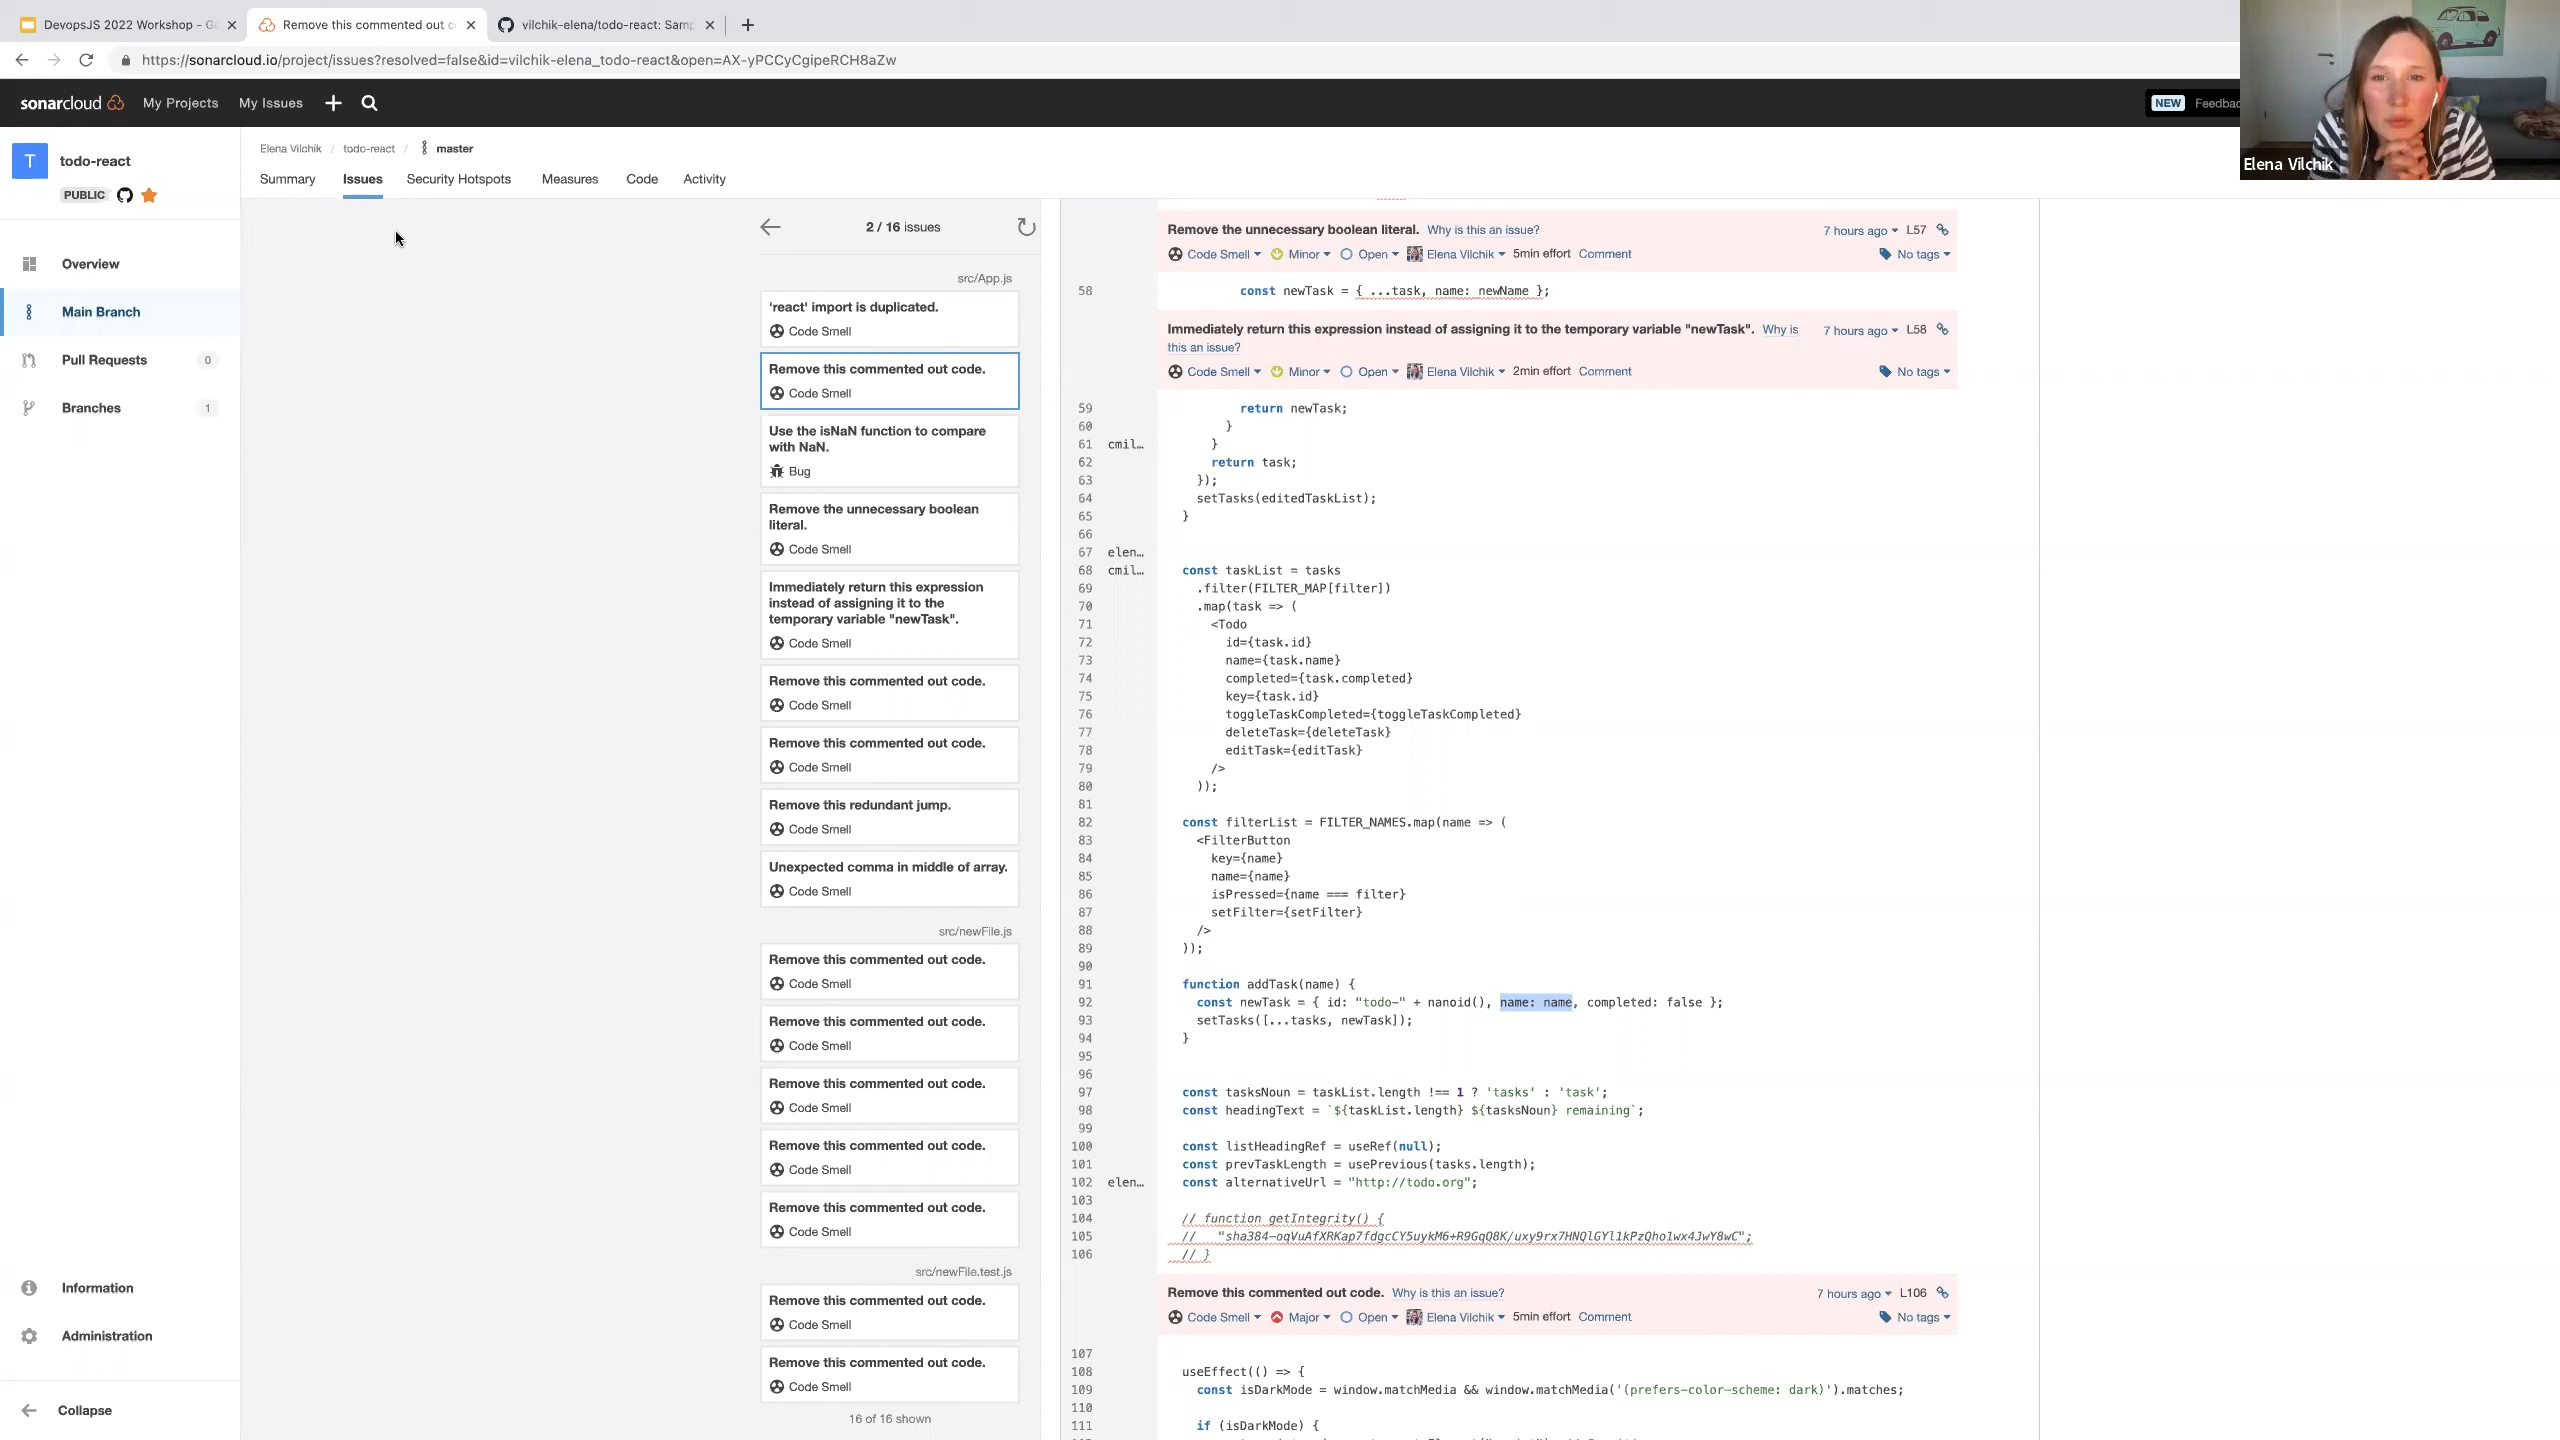 DevopsJS 2022 Workshop - G
Remove this commented out c
vilchik-elena/todo-react: Sam
https://sonarcloud.io/project/issues?resolved=false&id=vilchik-elena_todo-react&open=AX-yPCCyCgipeRCH8aZw
sonarcloud My Projects My Issues
NEW Feedbac
Elena Vilchik
T todo-react
PUBLIC
Overview
Main Branch
Pull Requests 0
Branches 1
Information
Administration
Collapse
Elena Vilchik / todo-react / master
Summary Issues Security Hotspots Measures Code Activity
2 / 16 issues
src/App.js
'react' import is duplicated.
Code Smell
Remove this commented out code.
Code Smell
Use the isNaN function to compare
with NaN.
Bug
Remove the unnecessary boolean
literal.
Code Smell
Immediately return this expression
instead of assigning it to the
temporary variable "newTask".
Code Smell
Remove this commented out code.
Code Smell
Remove this commented out code.
Code Smell
Remove this redundant jump.
Code Smell
Unexpected comma in middle of array.
Code Smell
src/newFile.js
Remove this commented out code.
Code Smell
Remove this commented out code.
Code Smell
Remove this commented out code.
Code Smell
Remove this commented out code.
Code Smell
Remove this commented out code.
Code Smell
src/newFile.test.js
Remove this commented out code.
Code Smell
Remove this commented out code.
Code Smell
16 of 16 shown
Remove the unnecessary boolean literal. Why is this an issue? 7 hours ago L57
Code Smell Minor Open Elena Vilchik 5min effort Comment No tags
58 const newTask = { ...task, name: newName };
Immediately return this expression instead of assigning it to the temporary variable "newTask". Why is 7 hours ago L58
this an issue?
Code Smell Minor Open Elena Vilchik 2min effort Comment No tags
59 return newTask;
60 }
61 cmil… }
62 return task;
63 });
64 setTasks(editedTaskList);
65 }
66
67 elen…
68 cmil… const taskList = tasks
69 .filter(FILTER_MAP[filter])
70 .map(task => (
71 <Todo
72 id={task.id}
73 name={task.name}
74 completed={task.completed}
75 key={task.id}
76 toggleTaskCompleted={toggleTaskCompleted}
77 deleteTask={deleteTask}
78 editTask={editTask}
79 />
80 ));
81
82 const filterList = FILTER_NAMES.map(name => (
83 <FilterButton
84 key={name}
85 name={name}
86 isPressed={name === filter}
87 setFilter={setFilter}
88 />
89 ));
90
91 function addTask(name) {
92 const newTask = { id: "todo-" + nanoid(), name: name, completed: false };
93 setTasks([...tasks, newTask]);
94 }
95
96
97 const tasksNoun = taskList.length !== 1 ? 'tasks' : 'task';
98 const headingText = `${taskList.length} ${tasksNoun} remaining`;
99
100 const listHeadingRef = useRef(null);
101 const prevTaskLength = usePrevious(tasks.length);
102 elen… const alternativeUrl = "http://todo.org";
103
104 // function getIntegrity() {
105 // "sha384-oqVuAfXRKap7fdgcCY5uykM6+R9GqQ8K/uxy9rx7HNQlGYl1kPzQho1wx4JwY8wC";
106 // }
Remove this commented out code. Why is this an issue? 7 hours ago L106
Code Smell Major Open Elena Vilchik 5min effort Comment No tags
107
108 useEffect(() => {
109 const isDarkMode = window.matchMedia && window.matchMedia('(prefers-color-scheme: dark)').matches;
110
111 if (isDarkMode) {